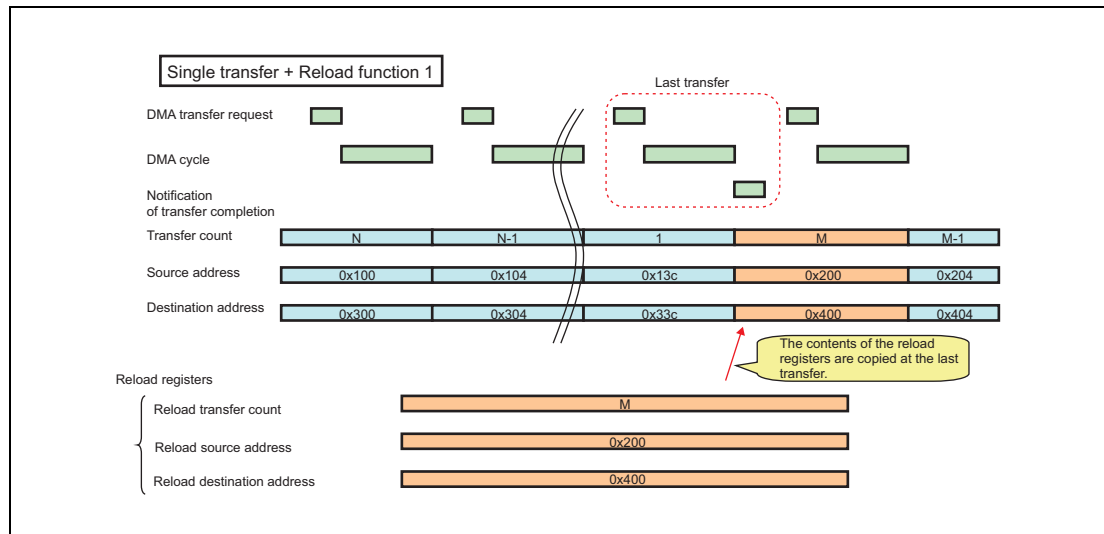 Single transfer + Reload function 1
Last transfer
DMA transfer request
DMA cycle
Notification
of transfer completion
Transfer count N N-1 1 M M-1
Source address 0x100 0x104 0x13c 0x200 0x204
Destination address 0x300 0x304 0x33c 0x400 0x404
The contents of the reload
registers are copied at the last
transfer.
Reload registers
Reload transfer count M
Reload source address 0x200
Reload destination address 0x400